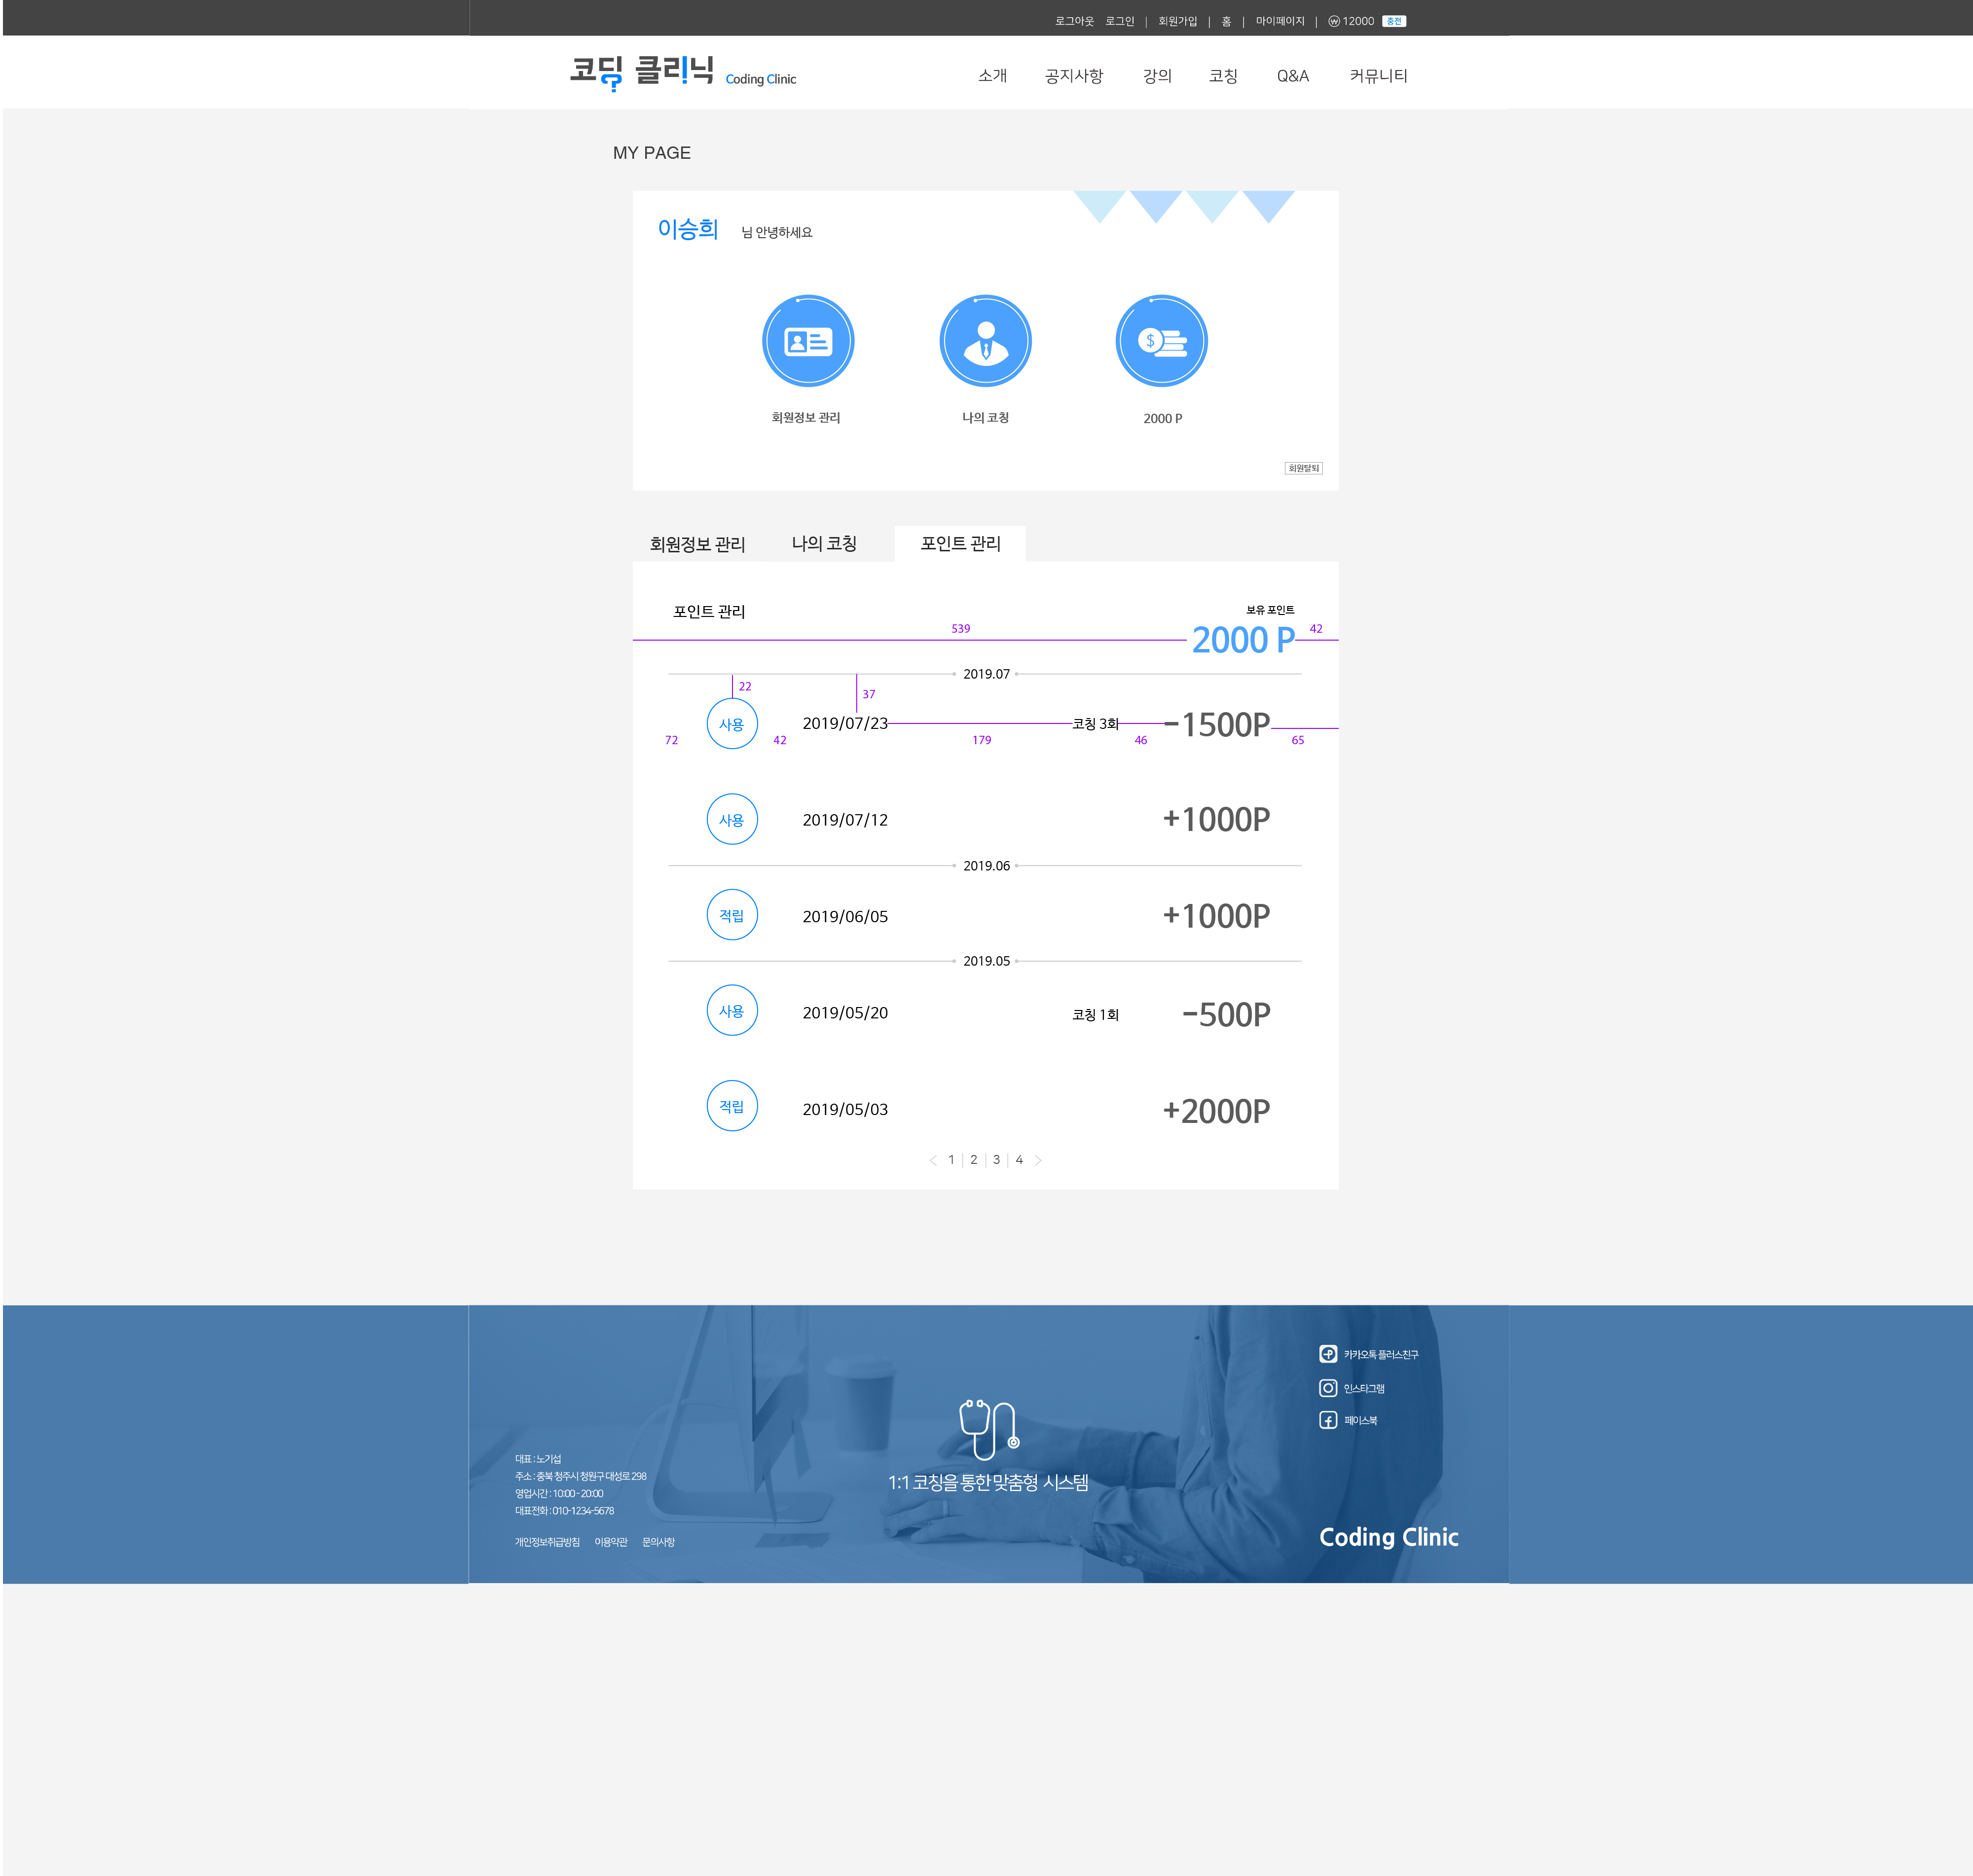 로그아웃 로그인 | 회원가입 | 홈 | 마이페이지 | ₩ 12000 충전
코딩 클리닉 Coding Clinic 소개 공지사항 강의 코칭 Q&A 커뮤니티
MY PAGE
이승희 님 안녕하세요
$
회원정보 관리 나의 코칭 2000 P
회원탈퇴
회원정보 관리 나의 코칭 포인트 관리
포인트 관리 보유 포인트
539 2000 P 42
2019.07
22 37
사용 2019/07/23 코칭 3회 -1500P
72 42 179 46 65
사용 2019/07/12 +1000P
2019.06
적립 2019/06/05 +1000P
2019.05
사용 2019/05/20 코칭 1회 -500P
적립 2019/05/03 +2000P
< 1 | 2 | 3 | 4 >
카카오톡 플러스친구
인스타그램
페이스북
대표 : 노기섭
주소 : 충북 청주시 청원구 대성로 298
영업시간 : 10:00 - 20:00
대표전화 : 010-1234-5678
개인정보취급방침 이용약관 문의사항
1:1 코칭을 통한 맞춤형 시스템
Coding Clinic